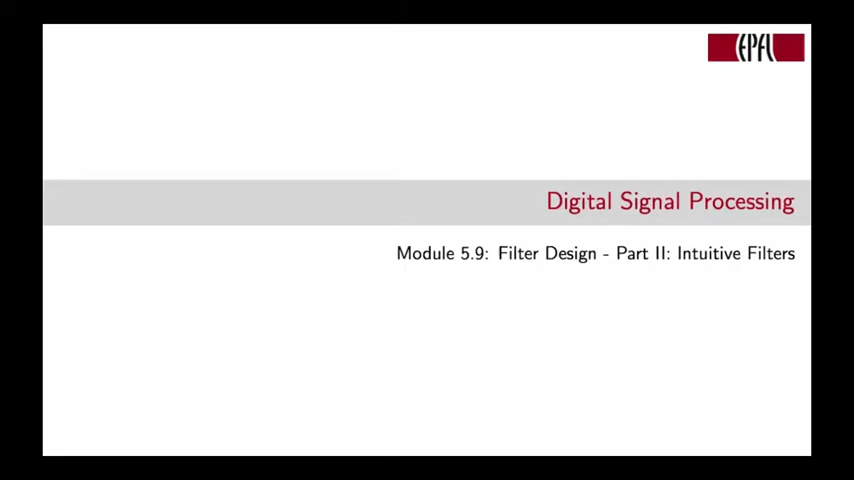 EPFL
Digital Signal Processing
Module 5.9: Filter Design - Part II: Intuitive Filters